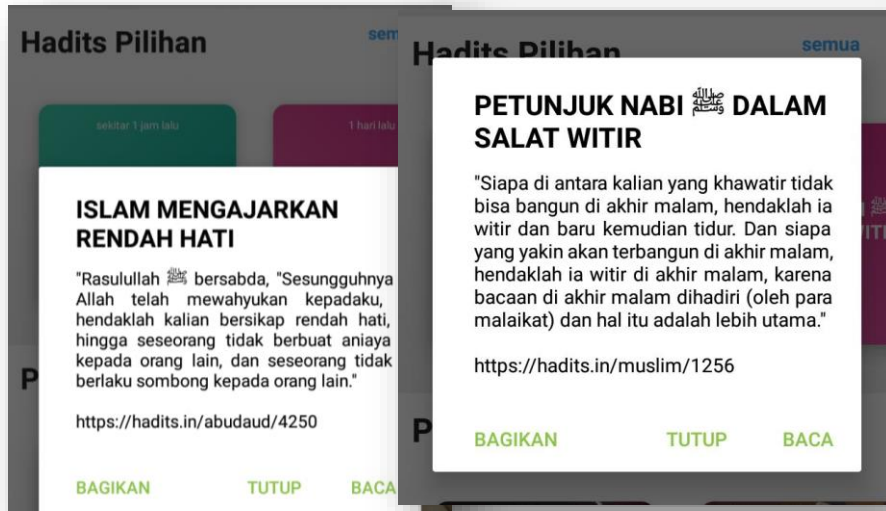 Hadits Pilihan
sem
sekitar 1 jam lalu
1 hari lalu
ISLAM MENGAJARKAN
RENDAH HATI
"Rasulullah ﷺ bersabda, "Sesungguhnya
Allah telah mewahyukan kepadaku,
hendaklah kalian bersikap rendah hati,
hingga seseorang tidak berbuat aniaya
kepada orang lain, dan seseorang tidak
berlaku sombong kepada orang lain."
https://hadits.in/abudaud/4250
BAGIKAN
TUTUP
BACA
P
Hadits Pilihan
semua
PETUNJUK NABI ﷺ DALAM
SALAT WITIR
"Siapa di antara kalian yang khawatir tidak
bisa bangun di akhir malam, hendaklah ia
witir dan baru kemudian tidur. Dan siapa
yang yakin akan terbangun di akhir malam,
hendaklah ia witir di akhir malam, karena
bacaan di akhir malam dihadiri (oleh para
malaikat) dan hal itu adalah lebih utama."
https://hadits.in/muslim/1256
BAGIKAN
TUTUP
BACA
P